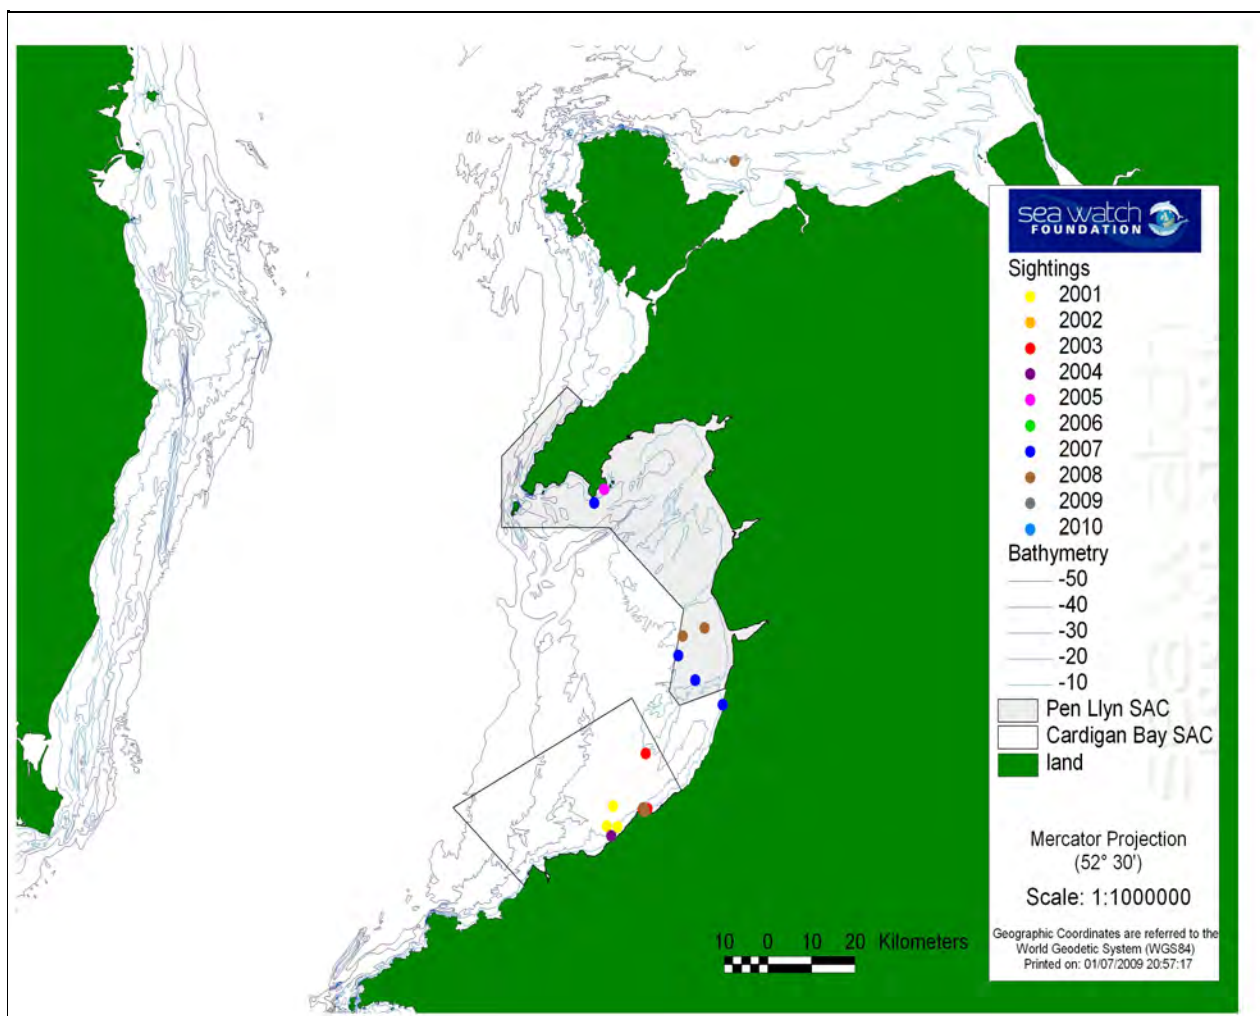 sea watch
FOUNDATION
Sightings
2001
2002
2003
2004
2005
2006
2007
2008
2009
2010
Bathymetry
-50
-40
-30
-20
-10
Pen Llyn SAC
Cardigan Bay SAC
land
Mercator Projection
(52° 30')
Scale: 1:1000000
Geographic Coordinates are referred to the
World Geodetic System (WGS84)
Printed on: 01/07/2009 20:57:17
10 0 10 20 Kilometers